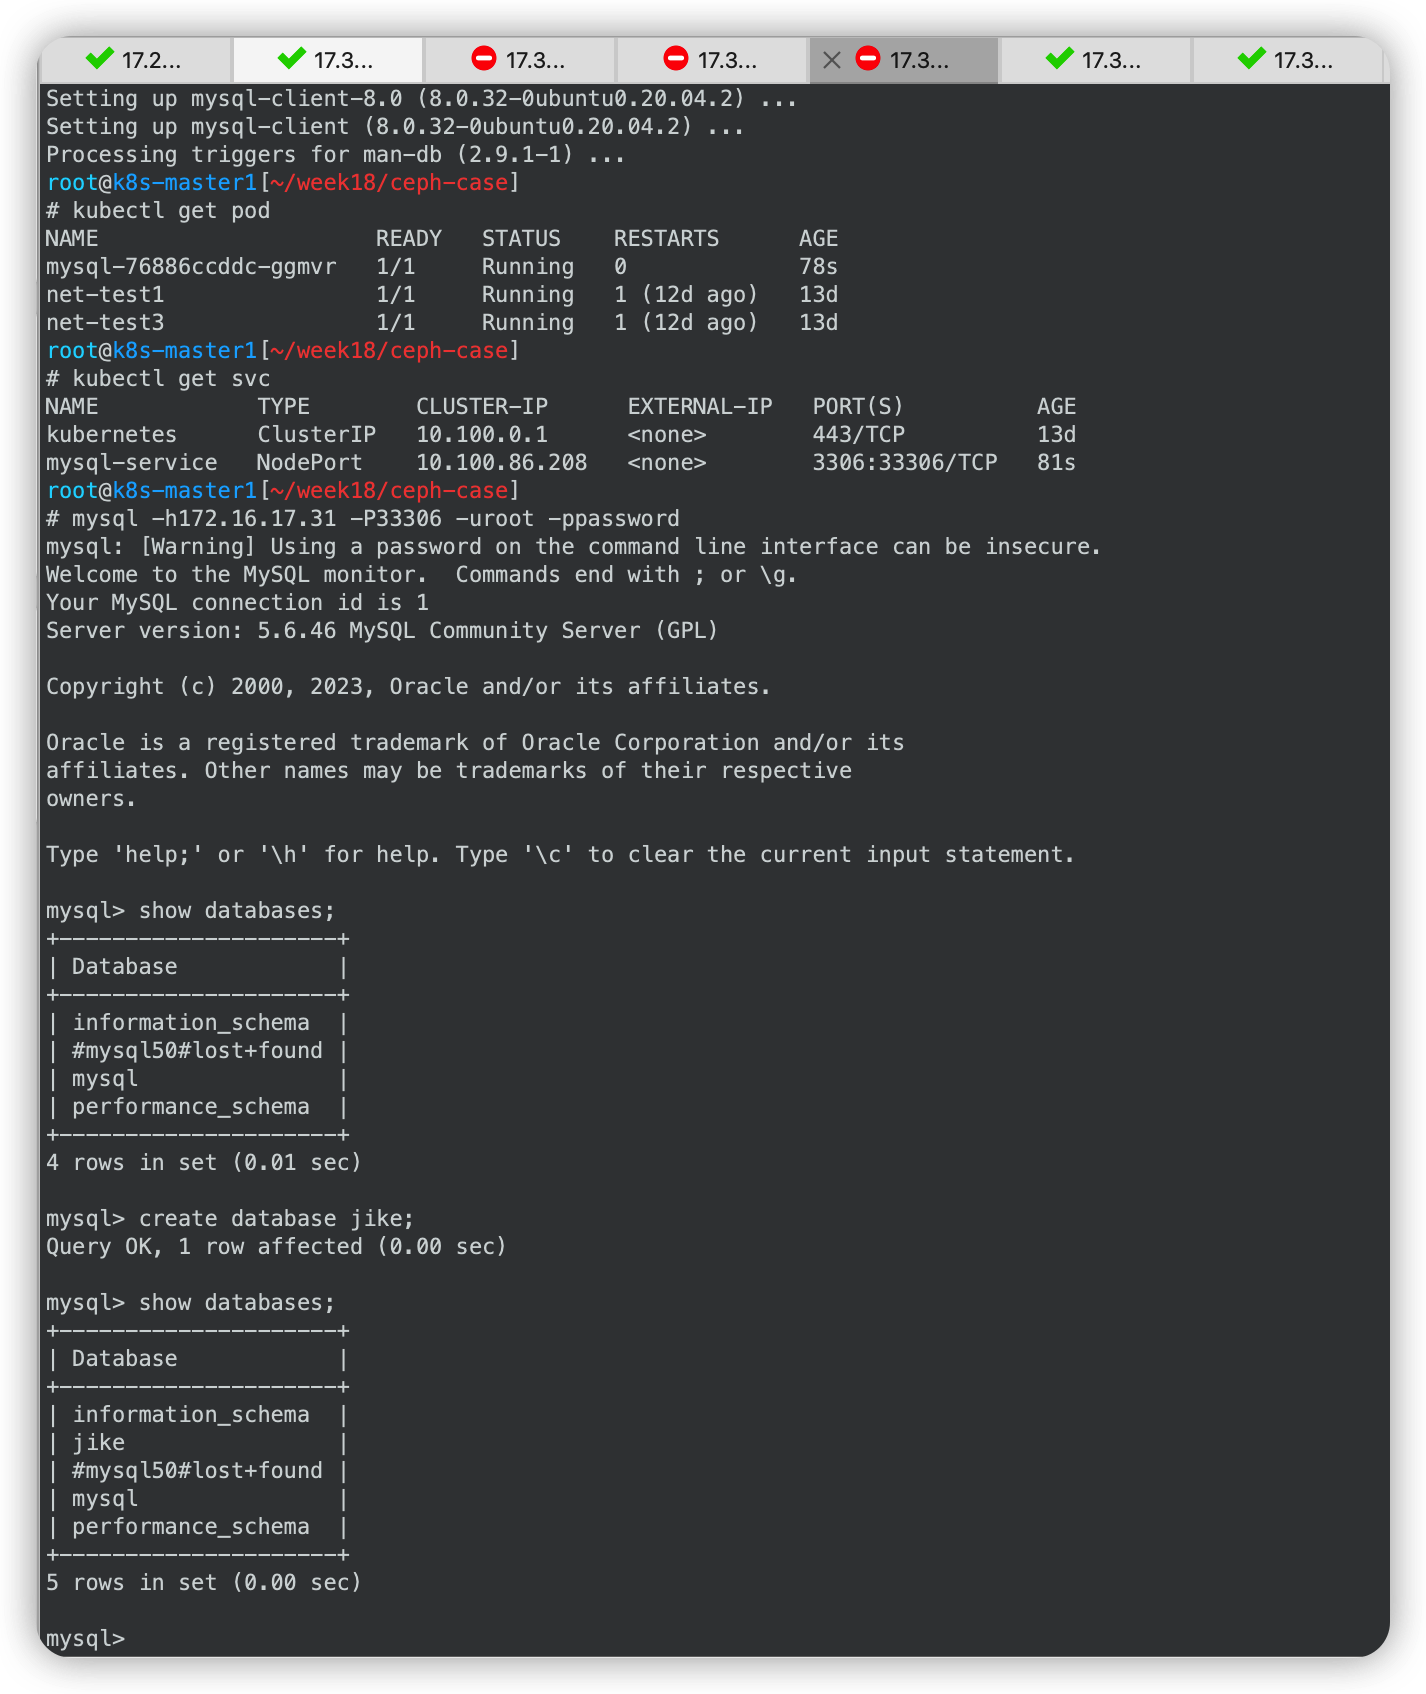 17.2... 17.3... 17.3... 17.3... 17.3... 17.3... 17.3...
Setting up mysql-client-8.0 (8.0.32-0ubuntu0.20.04.2) ...
Setting up mysql-client (8.0.32-0ubuntu0.20.04.2) ...
Processing triggers for man-db (2.9.1-1) ...
root@k8s-master1[~/week18/ceph-case]
# kubectl get pod
NAME                     READY   STATUS    RESTARTS      AGE
mysql-76886ccddc-ggmvr   1/1     Running   0             78s
net-test1                1/1     Running   1 (12d ago)   13d
net-test3                1/1     Running   1 (12d ago)   13d
root@k8s-master1[~/week18/ceph-case]
# kubectl get svc
NAME            TYPE        CLUSTER-IP      EXTERNAL-IP   PORT(S)          AGE
kubernetes      ClusterIP   10.100.0.1      <none>        443/TCP          13d
mysql-service   NodePort    10.100.86.208   <none>        3306:33306/TCP   81s
root@k8s-master1[~/week18/ceph-case]
# mysql -h172.16.17.31 -P33306 -uroot -ppassword
mysql: [Warning] Using a password on the command line interface can be insecure.
Welcome to the MySQL monitor.  Commands end with ; or \g.
Your MySQL connection id is 1
Server version: 5.6.46 MySQL Community Server (GPL)

Copyright (c) 2000, 2023, Oracle and/or its affiliates.

Oracle is a registered trademark of Oracle Corporation and/or its
affiliates. Other names may be trademarks of their respective
owners.

Type 'help;' or '\h' for help. Type '\c' to clear the current input statement.

mysql> show databases;
+---------------------+
| Database            |
+---------------------+
| information_schema  |
| #mysql50#lost+found |
| mysql               |
| performance_schema  |
+---------------------+
4 rows in set (0.01 sec)

mysql> create database jike;
Query OK, 1 row affected (0.00 sec)

mysql> show databases;
+---------------------+
| Database            |
+---------------------+
| information_schema  |
| jike                |
| #mysql50#lost+found |
| mysql               |
| performance_schema  |
+---------------------+
5 rows in set (0.00 sec)

mysql>